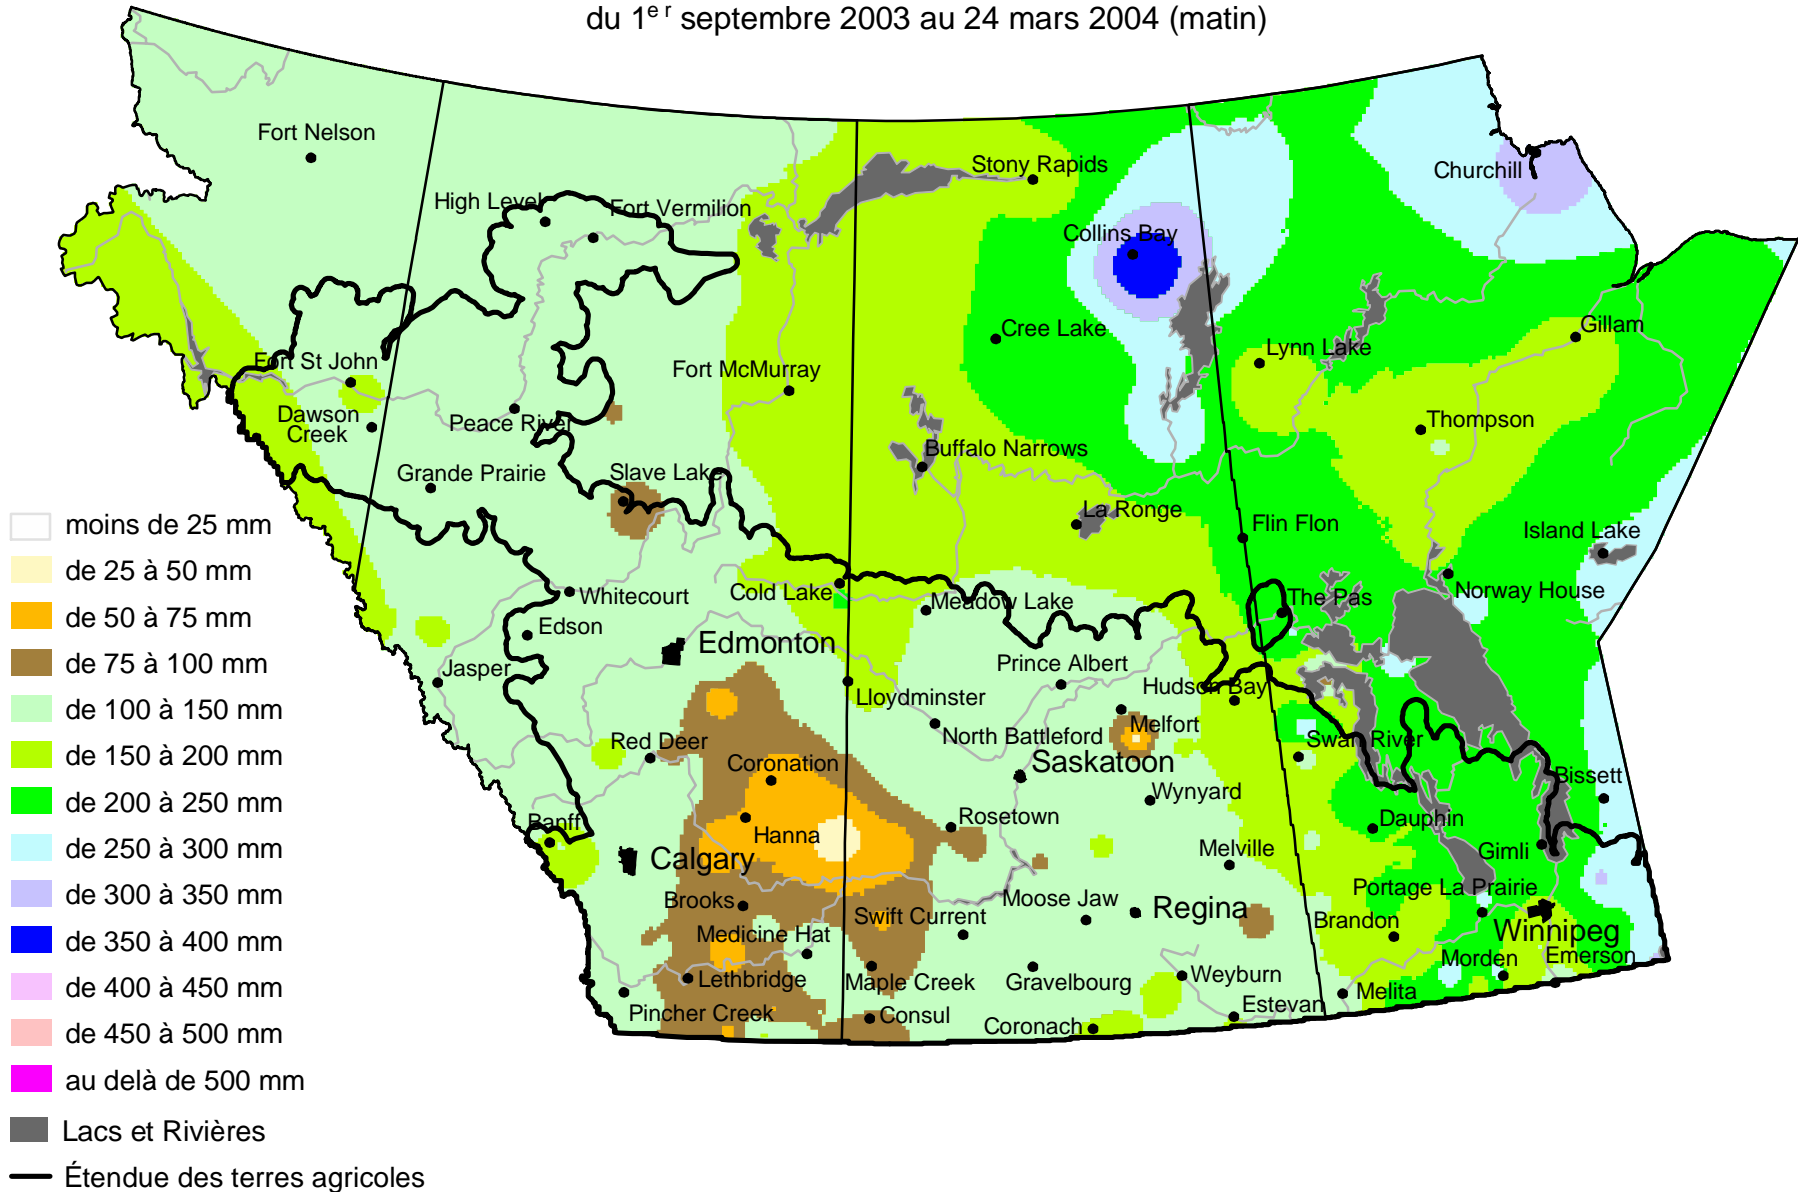 du 1er septembre 2003 au 24 mars 2004 (matin)
Fort Nelson
Stony Rapids
Churchill
High Level
Fort Vermilion
Collins Bay
Gillam
Cree Lake
Lynn Lake
Fort St John
Fort McMurray
Dawson
Creek
Peace River
Thompson
Buffalo Narrows
Grande Prairie
Slave Lake
La Ronge
Flin Flon
Island Lake
Whitecourt
Cold Lake
Meadow Lake
The Pas
Norway House
Edson
Edmonton
Jasper
Prince Albert
Hudson Bay
Lloydminster
Melfort
North Battleford
Red Deer
Swan River
Coronation
Saskatoon
Bissett
Wynyard
Banff
Hanna
Rosetown
Dauphin
Calgary
Melville
Gimli
Portage La Prairie
Brooks
Swift Current
Moose Jaw
Regina
Brandon
Medicine Hat
Winnipeg
Lethbridge
Maple Creek
Gravelbourg
Weyburn
Morden
Emerson
Pincher Creek
Consul
Coronach
Estevan
Melita
moins de 25 mm
de 25 à 50 mm
de 50 à 75 mm
de 75 à 100 mm
de 100 à 150 mm
de 150 à 200 mm
de 200 à 250 mm
de 250 à 300 mm
de 300 à 350 mm
de 350 à 400 mm
de 400 à 450 mm
de 450 à 500 mm
au delà de 500 mm
Lacs et Rivières
Étendue des terres agricoles